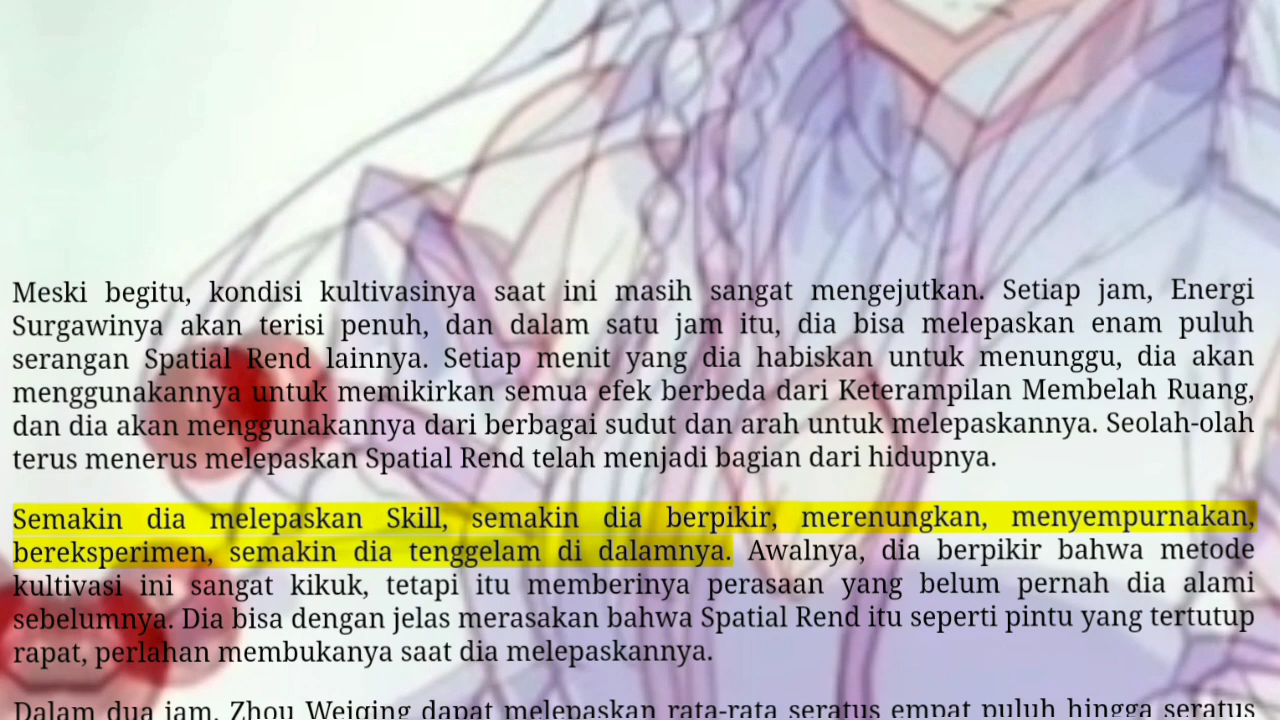 Meski begitu, kondisi kultivasinya saat ini masih sangat mengejutkan. Setiap jam, Energi
Surgawinya akan terisi penuh, dan dalam satu jam itu, dia bisa melepaskan enam puluh
serangan Spatial Rend lainnya. Setiap menit yang dia habiskan untuk menunggu, dia akan
menggunakannya untuk memikirkan semua efek berbeda dari Keterampilan Membelah Ruang,
dan dia akan menggunakannya dari berbagai sudut dan arah untuk melepaskannya. Seolah-olah
terus menerus melepaskan Spatial Rend telah menjadi bagian dari hidupnya.
Semakin dia melepaskan Skill, semakin dia berpikir, merenungkan, menyempurnakan,
bereksperimen, semakin dia tenggelam di dalamnya. Awalnya, dia berpikir bahwa metode
kultivasi ini sangat kikuk, tetapi itu memberinya perasaan yang belum pernah dia alami
sebelumnya. Dia bisa dengan jelas merasakan bahwa Spatial Rend itu seperti pintu yang tertutup
rapat, perlahan membukanya saat dia melepaskannya.
Dalam dua jam, Zhou Weiqing dapat melepaskan rata-rata seratus empat puluh hingga seratus